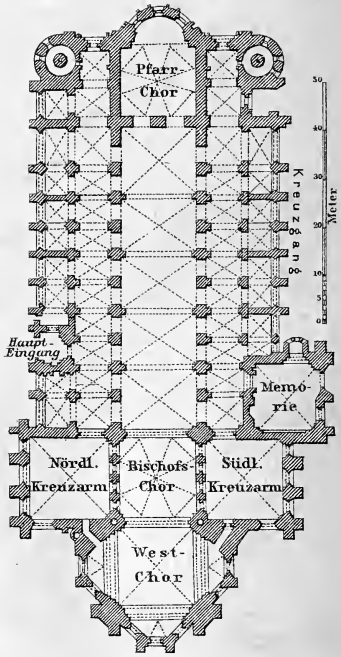 Pfarr-
Chor
Kreuzgang
50
40
30
20
10
5
0
Meter
Haupt-
Eingang
Memo-
rie
Nördl.
Kreuzarm
Bischofs-
Chor
Südl.
Kreuzarm
West-
Chor